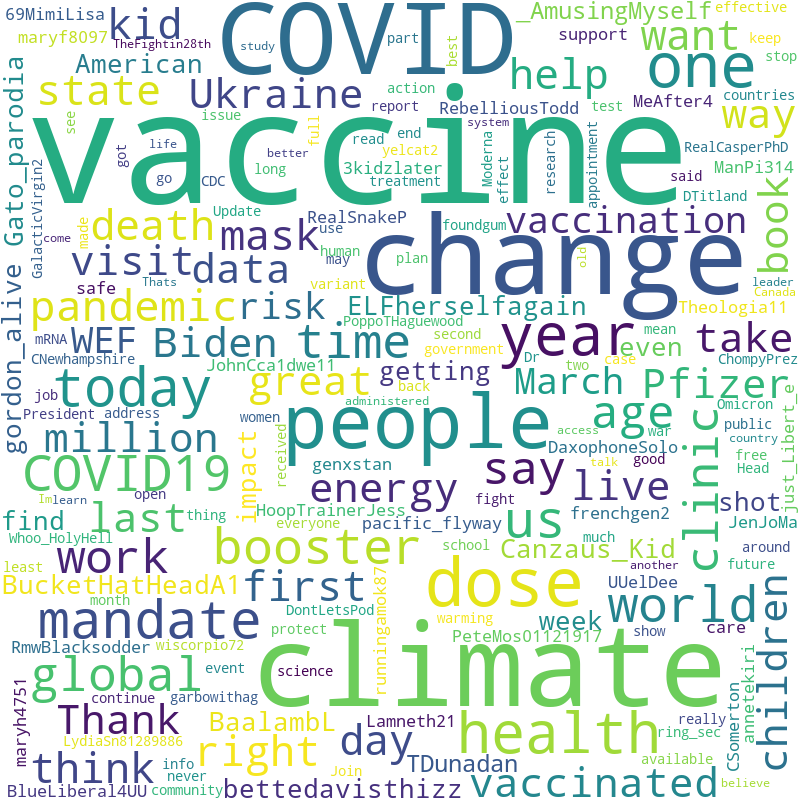 69MimiLisa
kid
COVID
_AmusingMyself
effective
maryf8097
TheFightin28th
study
part
best
support
want
keep
American
help
one
stop
state
Ukraine
action
report
RebelliousTodd
MeAfter4
test
countries
way
see
issue
vaccine
full
system
RealCasperPhD
Gato_parodia
GalacticVirgin2
got
life
better
read
end
yelcat2
Moderna
effect
research
appointment
said
ManPi314
go
CDC
long
3kidzlater
treatment
DTitland
death
Update
RealSnakeP
use
foundgum
vaccination
book
made
come
mask
human
plan
old
visit
data
may
change
leader
Thats
safe
variant
Canada
gordon_alive
pandemic
risk
ELFherselfagain
Theologia11
mRNA
WEF
Biden
time
PoppoTHaguewood
second
government
year
even
mean
take
CNewhampshire
JohnCca1dwe11
getting
Dr
two
case
ChompyPrez
job
today
great
back
March
Pfizer
President
address
women
administered
people
age
Omicron
public
just_Libert_e
million
received
access
war
country
impact
genxstan
DaxophoneSolo
good
clinic
free
Head
COVID19
say
talk
Im
learn
open
energy
fight
live
shot
find
last
thing
HoopTrainerJess
pacific_flyway
us
frenchgen2
JenJoMa
Whoo_HolyHell
everyone
school
much
another
around
work
booster
Canzaus_Kid
future
least
BucketHatHeadA1
first
runningamok87
dose
UUelDee
world
children
month
DontLetsPod
warming
week
show
care
mandate
protect
PeteMos01121917
RmwBlacksodder
wiscorpio72
global
event
science
climate
annetekiri
maryh4751
continue
garbowithag
CSomerton
Thank
BaalambL
Lamneth21
health
really
ring_sec
LydiaSn81289886
right
day
think
info
never
Join
TDunadan
available
BlueLiberal4UU
community
bettedavisthizz
vaccinated
believe